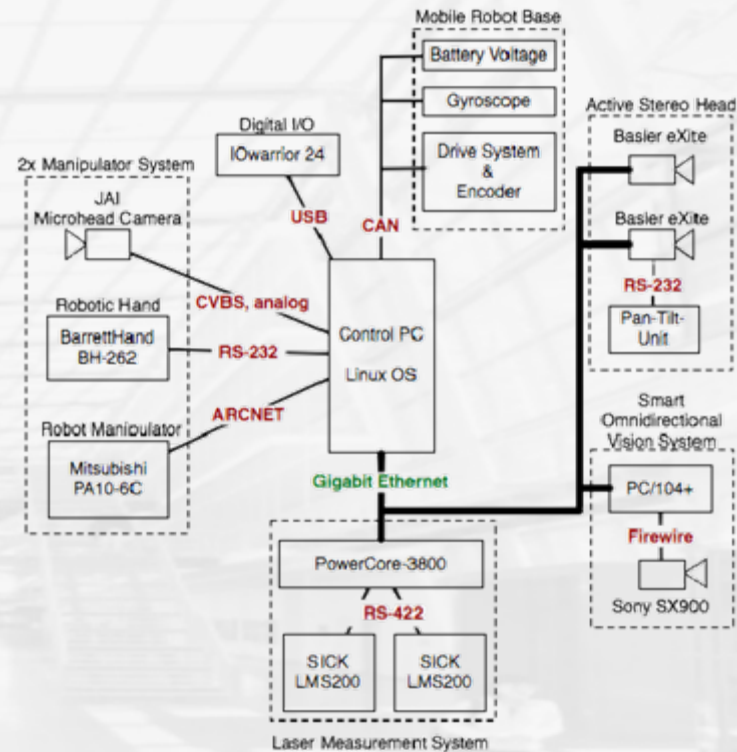 Mobile Robot Base
Battery Voltage
Gyroscope
Drive System
&
Encoder
CAN
Digital I/O
IOwarrior 24
USB
2x Manipulator System
JAI
Microhead Camera
CVBS, analog
Robotic Hand
BarrettHand
BH-262
RS-232
Robot Manipulator
Mitsubishi
PA10-6C
ARCNET
Control PC
Linux OS
Gigabit Ethernet
Active Stereo Head
Basler eXite
Basler eXite
RS-232
Pan-Tilt-
Unit
Smart
Omnidirectional
Vision System
PC/104+
Firewire
Sony SX900
PowerCore-3800
RS-422
SICK
LMS200
SICK
LMS200
Laser Measurement System